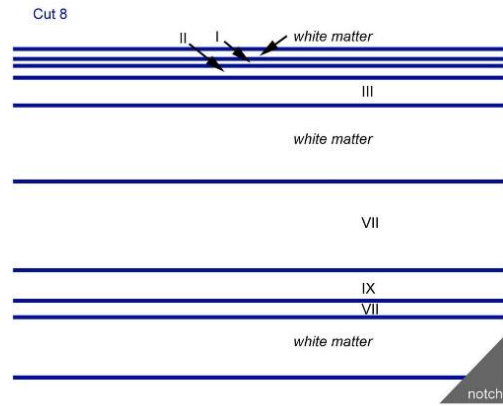 Cut 8
II I white matter
III
white matter
VII
IX
VII
white matter
notch